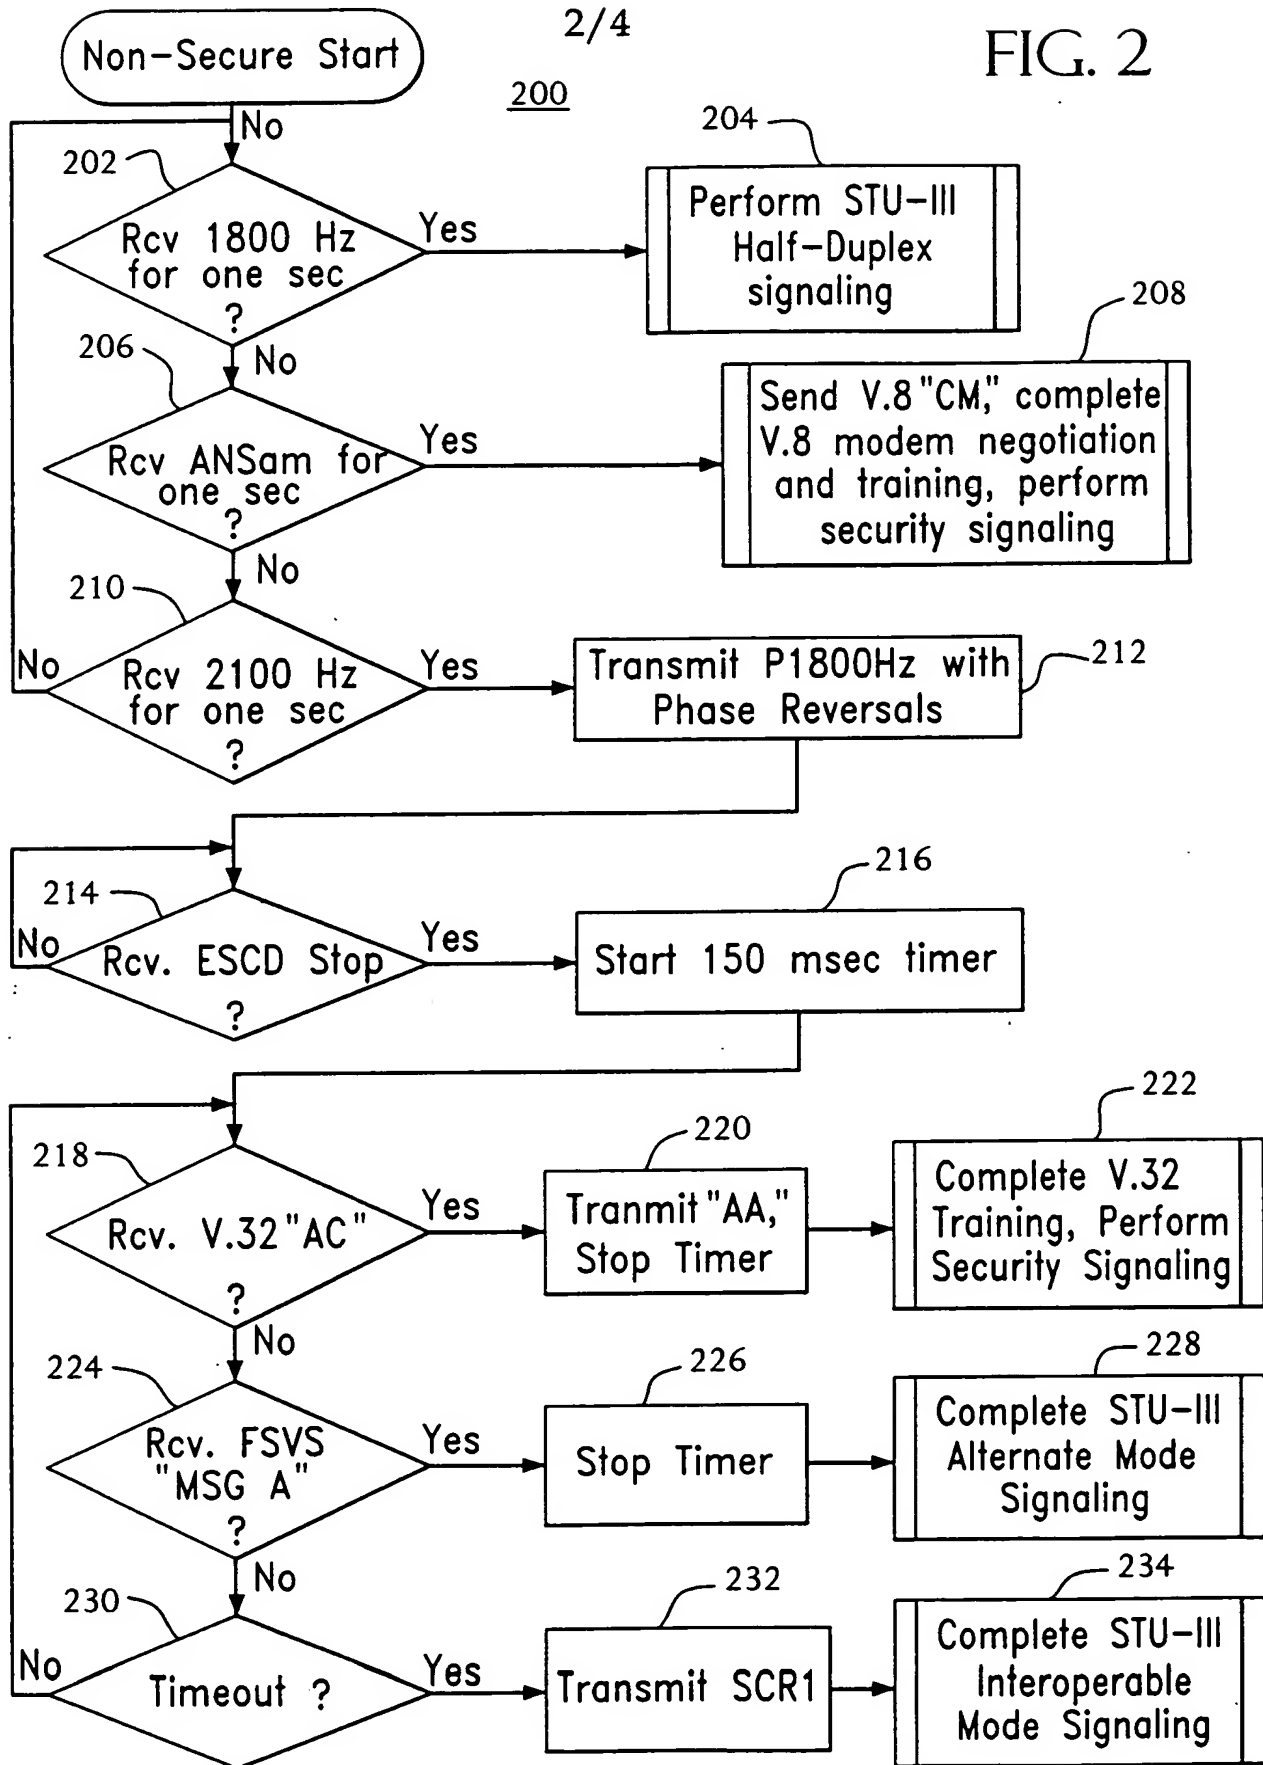 2/4
FIG. 2
Non-Secure Start
200
No
202
Rcv 1800 Hz
for one sec
?
Yes
204
Perform STU-III
Half-Duplex
signaling
No
206
Rcv ANSam for
one sec
?
Yes
208
Send V.8 "CM," complete
V.8 modem negotiation
and training, perform
security signaling
No
210
No
Rcv 2100 Hz
for one sec
?
Yes
Transmit P1800Hz with
Phase Reversals
212
214
No
Rcv. ESCD Stop
?
Yes
216
Start 150 msec timer
218
Rcv. V.32 "AC"
?
Yes
220
Tranmit "AA,"
Stop Timer
222
Complete V.32
Training, Perform
Security Signaling
No
224
Rcv. FSVS
"MSG A"
?
Yes
226
Stop Timer
228
Complete STU-III
Alternate Mode
Signaling
No
230
No
Timeout ?
Yes
232
Transmit SCR1
234
Complete STU-III
Interoperable
Mode Signaling